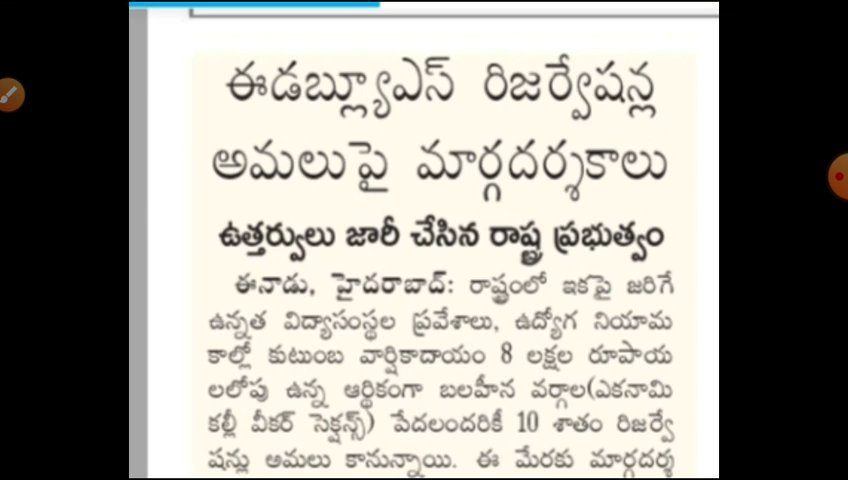 ఈడబ్ల్యూఎస్ రిజర్వేషన్ల
అమలుపై మార్గదర్శకాలు
ఉత్తర్వులు జారీ చేసిన రాష్ట్ర ప్రభుత్వం
ఈనాడు, హైదరాబాద్: రాష్ట్రంలో ఇకపై జరిగే
ఉన్నత విద్యాసంస్థల ప్రవేశాలు, ఉద్యోగ నియామ
కాల్లో కుటుంబ వార్షికాదాయం 8 లక్షల రూపాయ
లలోపు ఉన్న ఆర్థికంగా బలహీన వర్గాల(ఎకనామి
కల్లీ వీకర్ సెక్షన్స్) పేదలందరికీ 10 శాతం రిజర్వే
షన్లు అమలు కానున్నాయి. ఈ మేరకు మార్గదర్శ